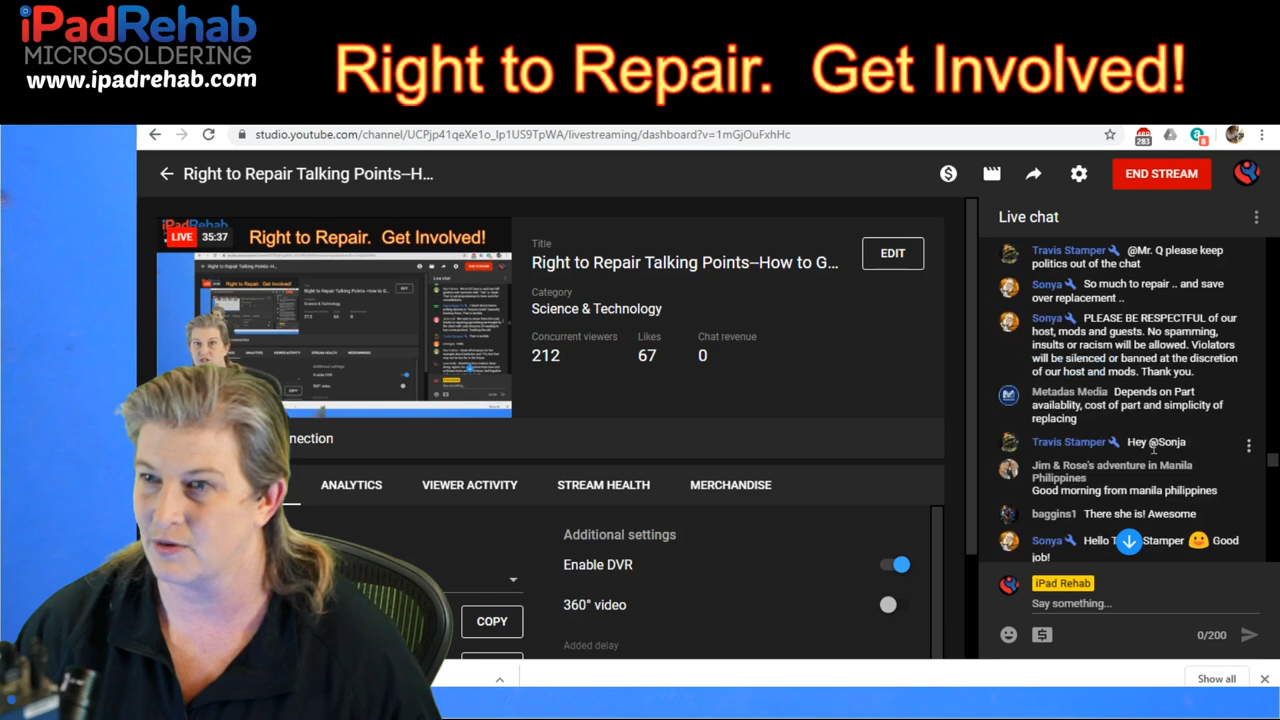 iPadRehab
MICROSOLDERING
www.ipadrehab.com
Right to Repair. Get Involved!
studio.youtube.com/channel/UCPjp41qeXe1o_Ip1US9TpWA/livestreaming/dashboard?v=1mGjOuFxhHc
283
8
Right to Repair Talking Points–H...
END STREAM
iPadRehab
LIVE 35:37
Right to Repair. Get Involved!
Title
Right to Repair Talking Points–How to G...
EDIT
Category
Science & Technology
Concurrent viewers
212
Likes
67
Chat revenue
0
nnection
ANALYTICS
VIEWER ACTIVITY
STREAM HEALTH
MERCHANDISE
Additional settings
Enable DVR
360° video
Added delay
COPY
Live chat
Travis Stamper @Mr. Q please keep
politics out of the chat
Sonya So much to repair .. and save
over replacement ..
Sonya PLEASE BE RESPECTFUL of our
host, mods and guests. No spamming,
insults or racism will be allowed. Violators
will be silenced or banned at the discretion
of our host and mods. Thank you.
Metadas Media Depends on Part
availablity, cost of part and simplicity of
replacing
Travis Stamper Hey @Sonja
Jim & Rose's adventure in Manila
Philippines
Good morning from manila philippines
baggins1 There she is! Awesome
Sonya Hello T Stamper Good
job!
iPad Rehab
Say something...
0/200
Show all